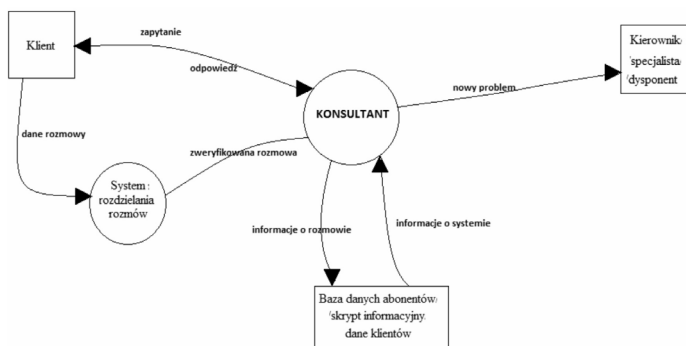 zapytanie
Klient
odpowiedź
Kierownik/
/specjalista/
/dysponent
nowy problem
KONSULTANT
dane rozmowy
zweryfikowana rozmowa
System
rozdzielania
rozmów
informacje o rozmowie
informacje o systemie
Baza danych abonentów/
/skrypt informacyjny
dane klientów